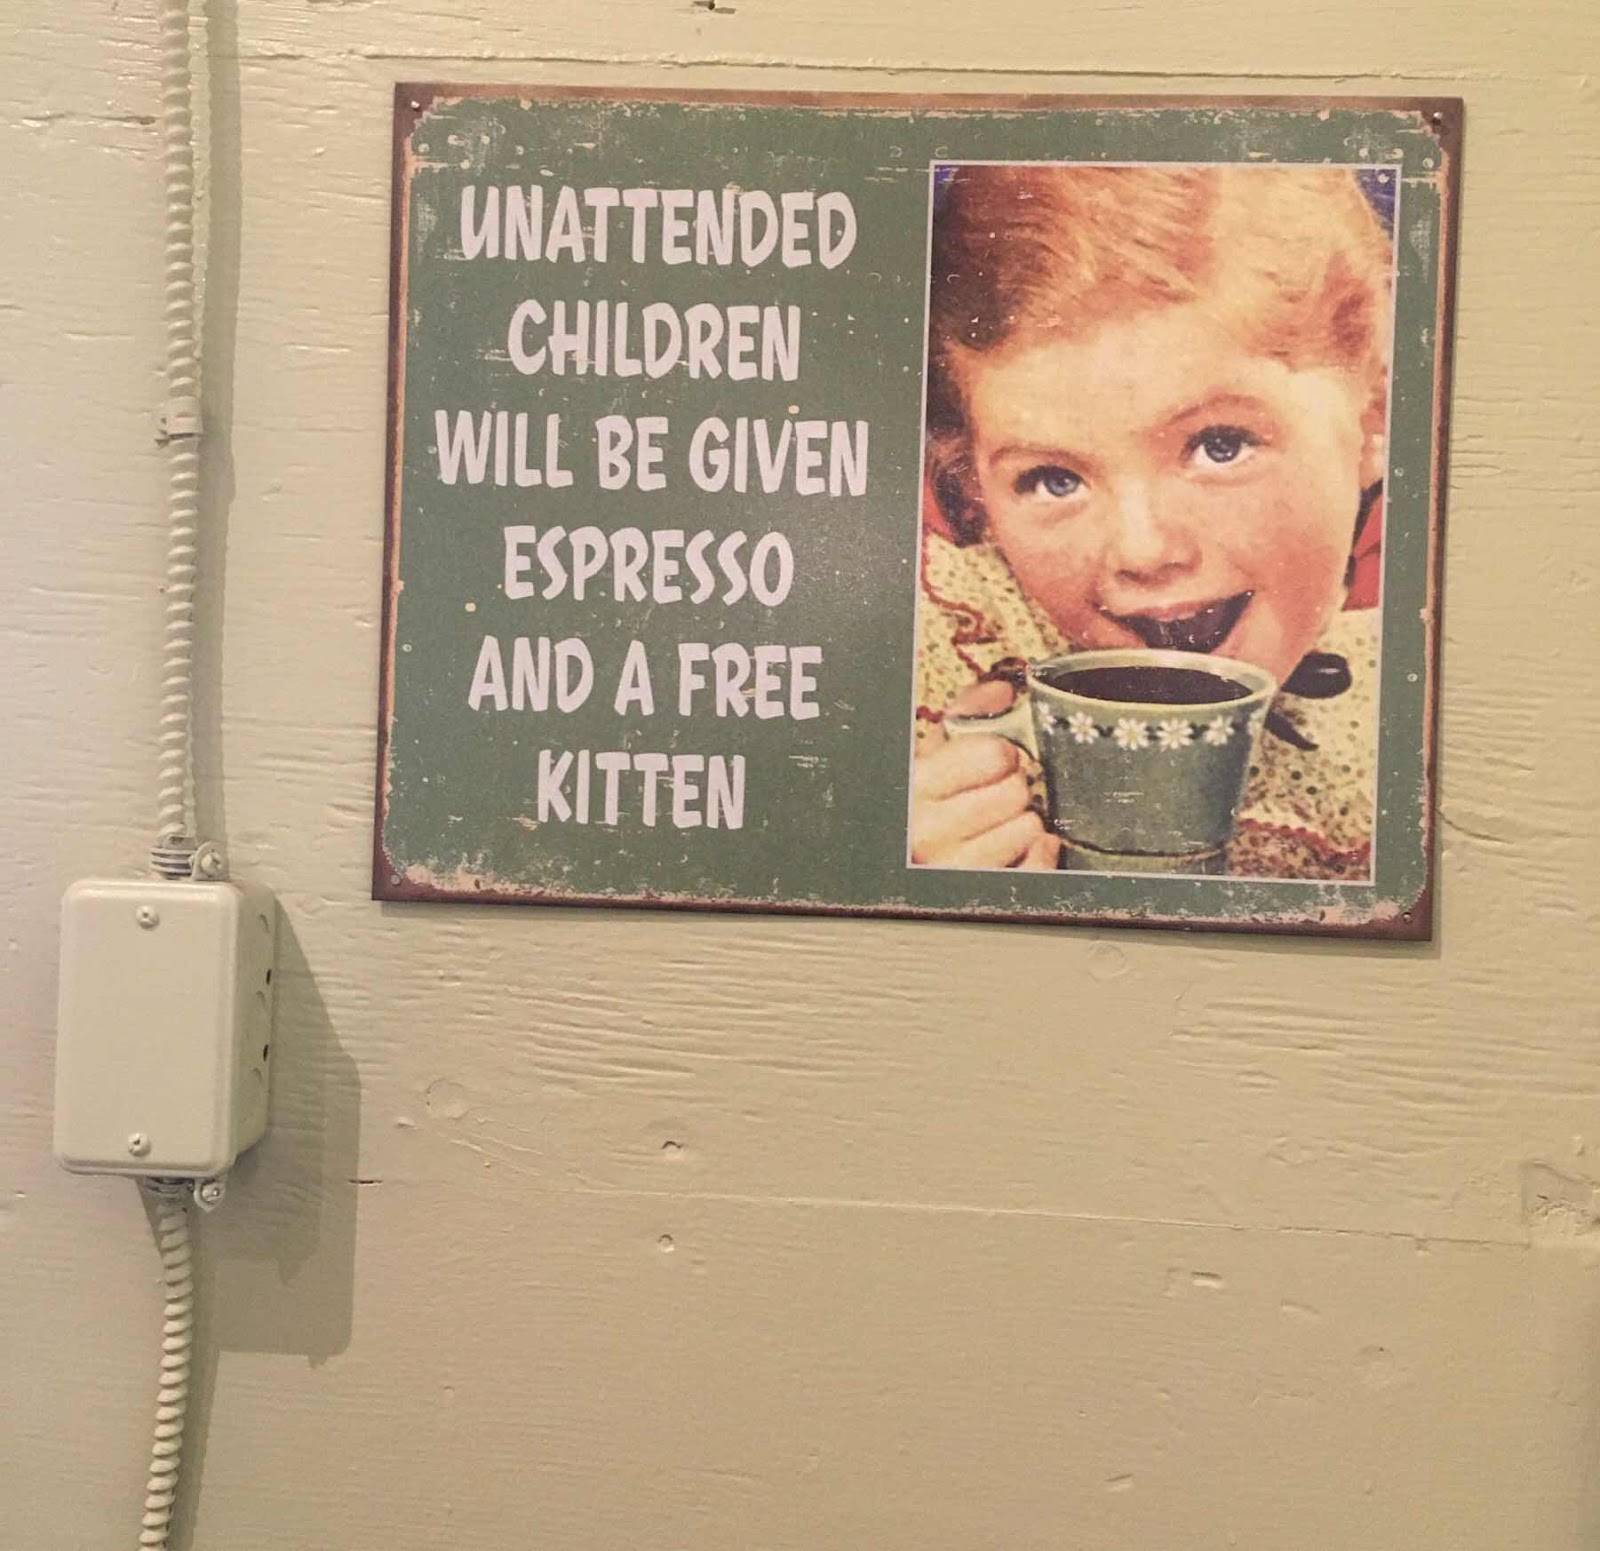 UNATTENDED
CHILDREN
WILL BE GIVEN
ESPRESSO
AND A FREE
KITTEN